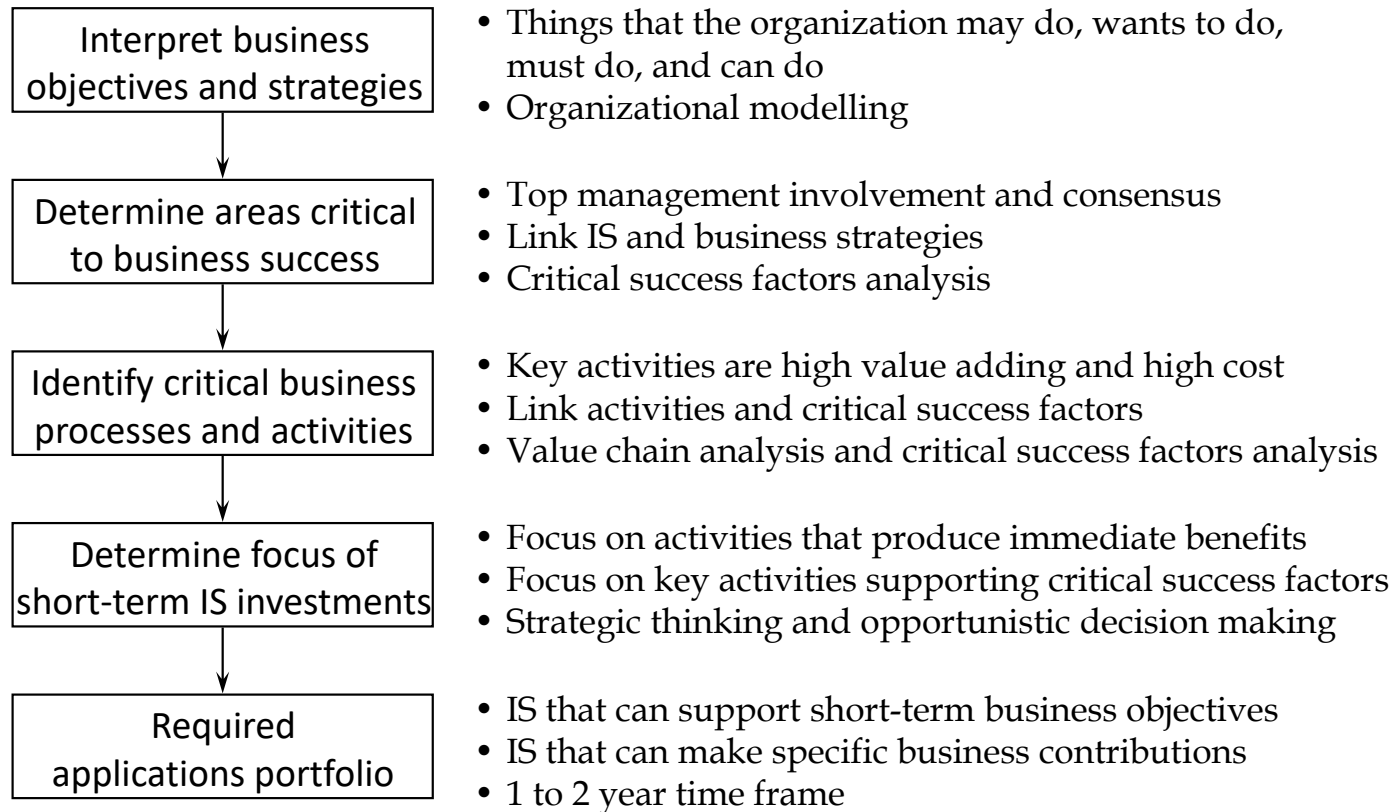 Interpret business
objectives and strategies
• Things that the organization may do, wants to do,
must do, and can do
• Organizational modelling
Determine areas critical
to business success
• Top management involvement and consensus
• Link IS and business strategies
• Critical success factors analysis
Identify critical business
processes and activities
• Key activities are high value adding and high cost
• Link activities and critical success factors
• Value chain analysis and critical success factors analysis
Determine focus of
short-term IS investments
• Focus on activities that produce immediate benefits
• Focus on key activities supporting critical success factors
• Strategic thinking and opportunistic decision making
Required
applications portfolio
• IS that can support short-term business objectives
• IS that can make specific business contributions
• 1 to 2 year time frame